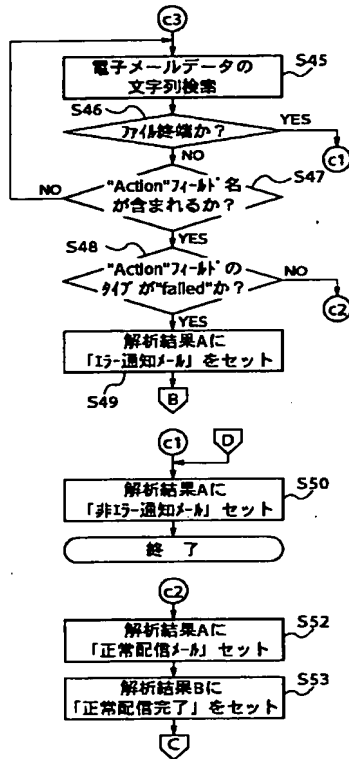 c3
電子メールデータの
文字列検索
S45
S46
ファイル終端か？
YES
c1
NO
NO
"Action"フィールド名
が含まれるか？
S47
YES
S48
"Action"フィールドの
タイプが"failed"か？
NO
c2
YES
解析結果Aに
「エラー通知メール」をセット
S49
B
c1
D
解析結果Aに
「非エラー通知メール」セット
S50
終 了
c2
解析結果Aに
「正常配信メール」セット
S52
解析結果Bに
「正常配信完了」をセット
S53
C